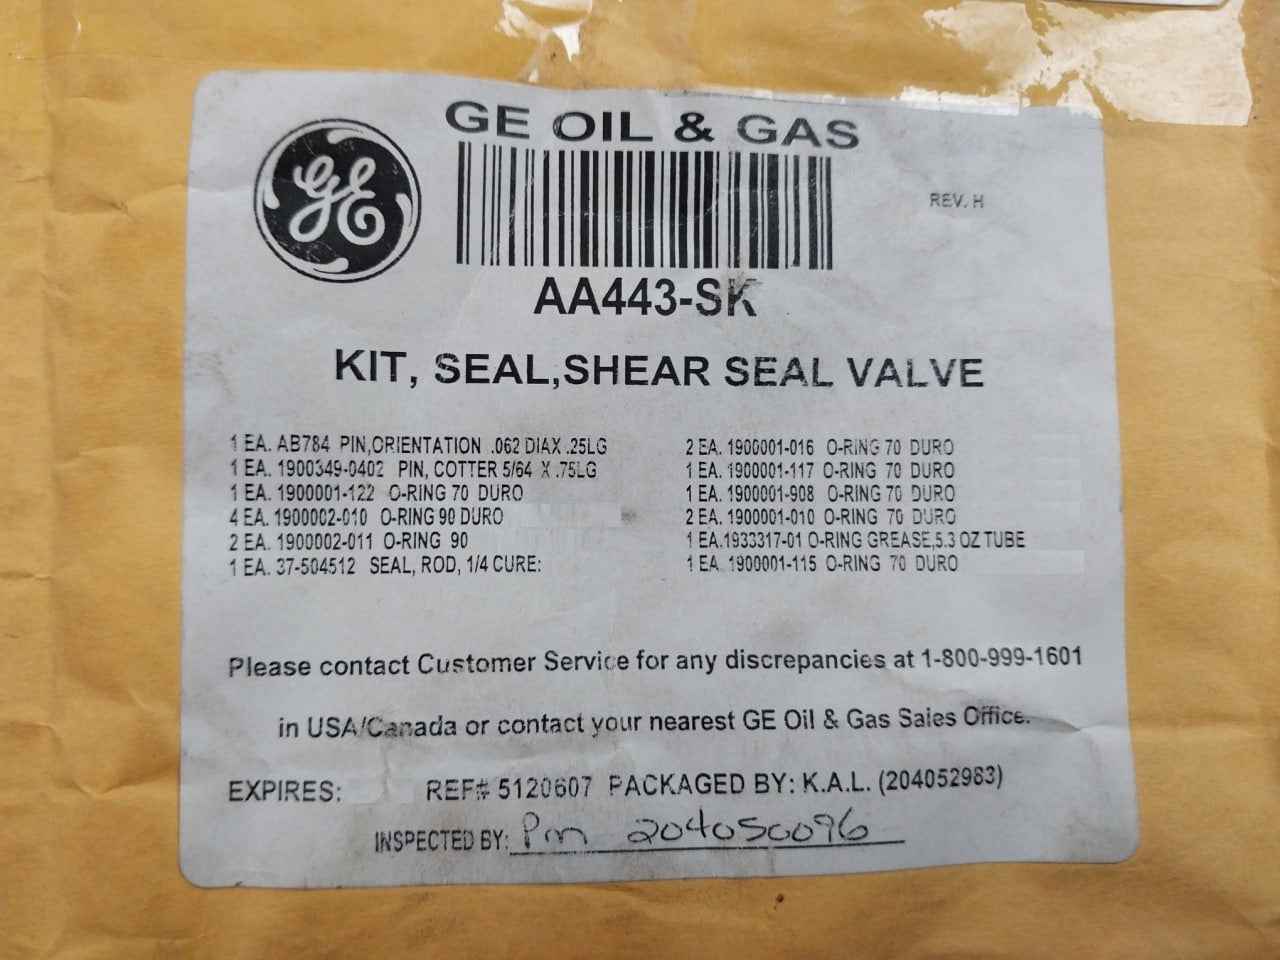 GE OIL & GAS
GE
REV. H
AA443-SK
KIT, SEAL,SHEAR SEAL VALVE
1 EA. AB784 PIN,ORIENTATION .062 DIAX .25LG
1 EA. 1900349-0402 PIN, COTTER 5/64 X .75LG
1 EA. 1900001-122 O-RING 70 DURO
4 EA. 1900002-010 O-RING 90 DURO
2 EA. 1900002-011 O-RING 90
1 EA. 37-504512 SEAL, ROD, 1/4 CURE:
2 EA. 1900001-016 O-RING 70 DURO
1 EA. 1900001-117 O-RING 70 DURO
1 EA. 1900001-908 O-RING 70 DURO
2 EA. 1900001-010 O-RING 70 DURO
1 EA.1933317-01 O-RING GREASE,5.3 OZ TUBE
1 EA. 1900001-115 O-RING 70 DURO
Please contact Customer Service for any discrepancies at 1-800-999-1601
in USA/Canada or contact your nearest GE Oil & Gas Sales Office.
EXPIRES: REF# 5120607 PACKAGED BY: K.A.L. (204052983)
INSPECTED BY: Pm 204050096